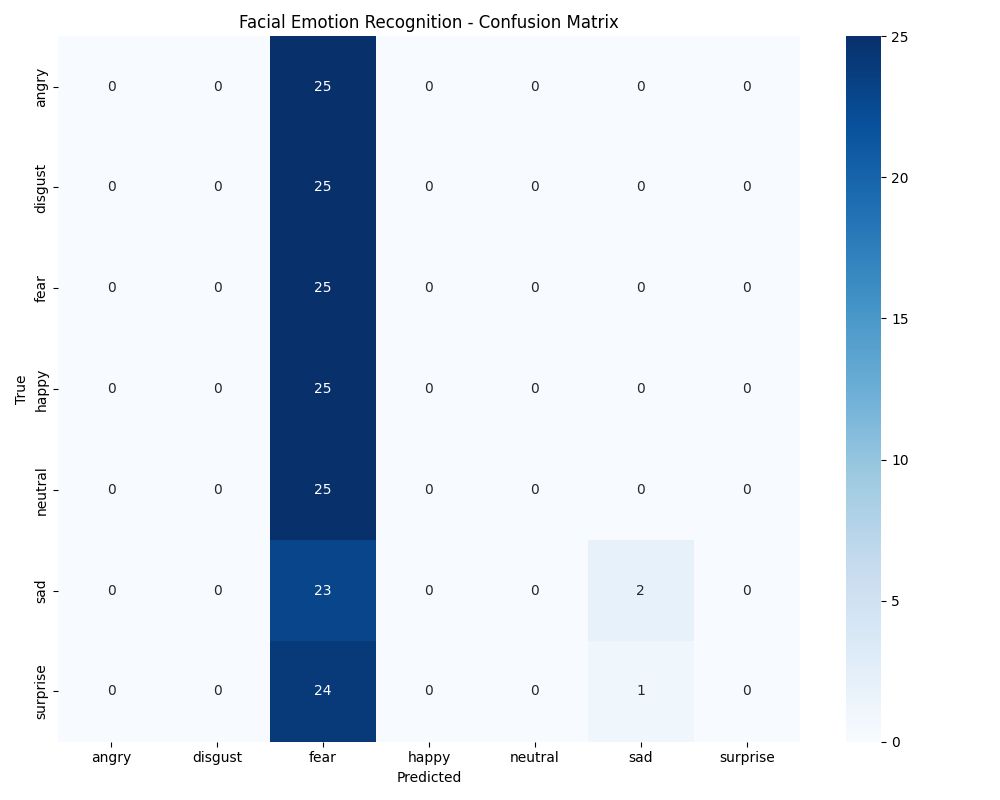 Facial Emotion Recognition - Confusion Matrix
angry 0 0 25 0 0 0 0
disgust 0 0 25 0 0 0 0
fear 0 0 25 0 0 0 0
happy 0 0 25 0 0 0 0
neutral 0 0 25 0 0 0 0
sad 0 0 23 0 0 2 0
surprise 0 0 24 0 0 1 0
True
angry disgust fear happy neutral sad surprise
Predicted
25
20
15
10
5
0